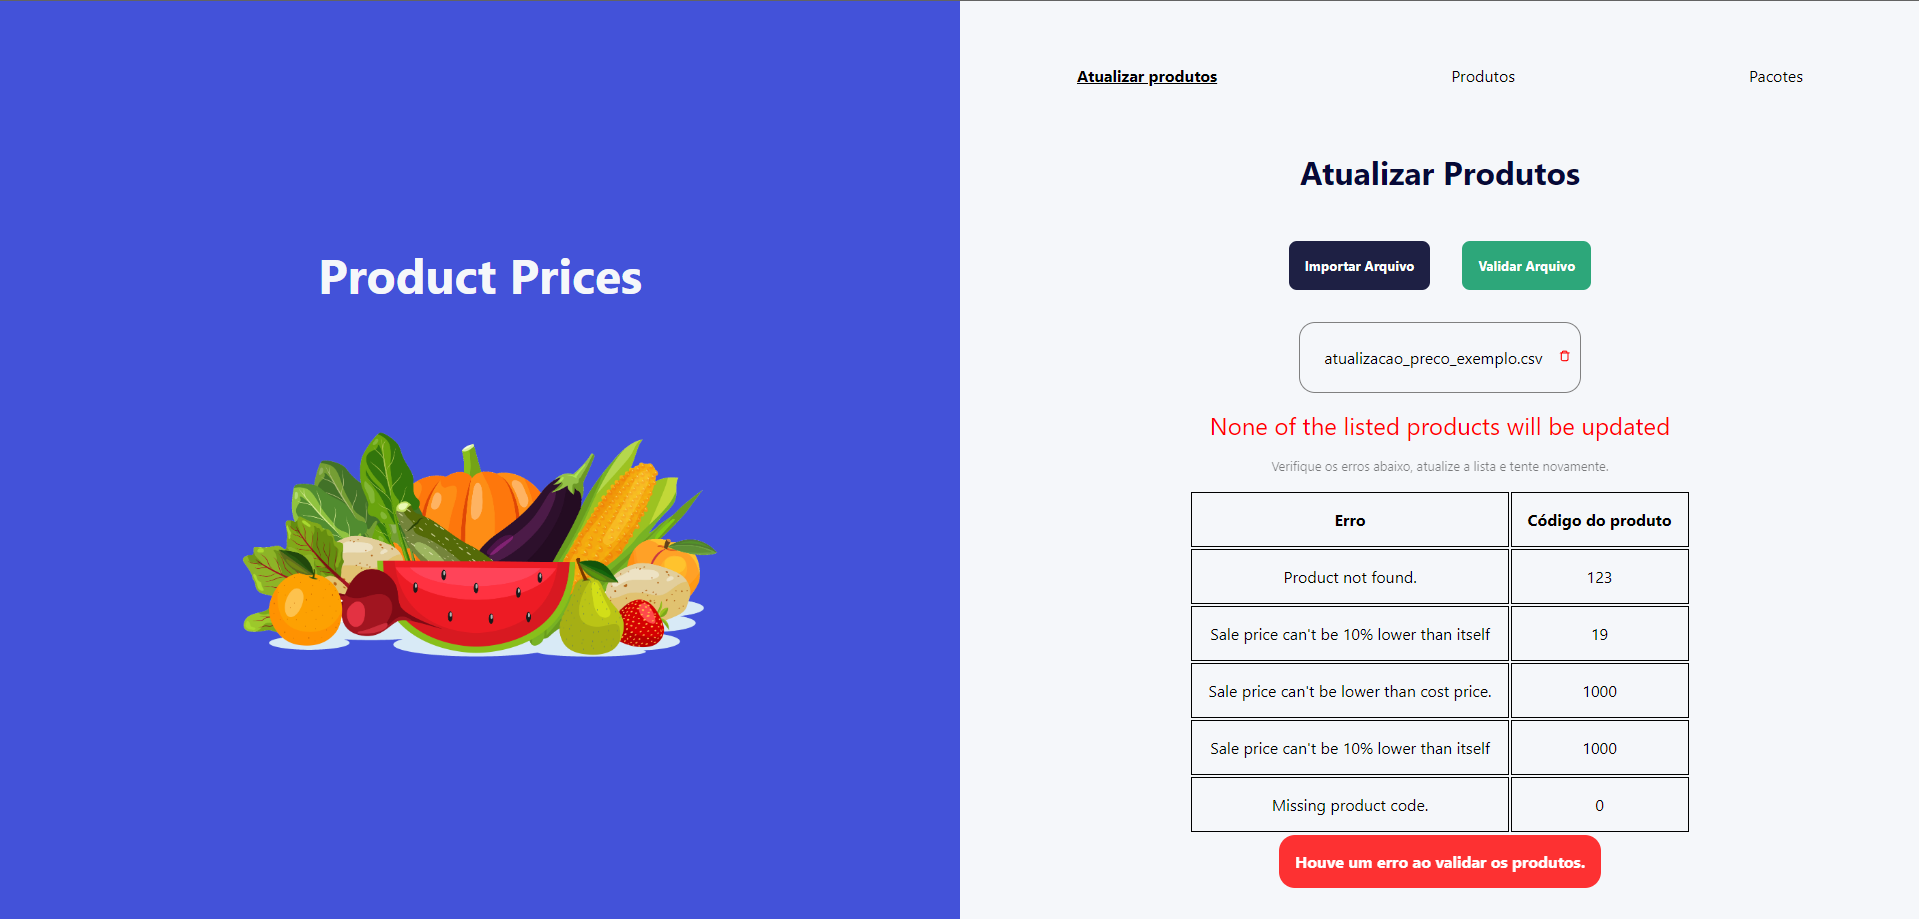 Product Prices
Atualizar produtos
Produtos
Pacotes
Atualizar Produtos
Importar Arquivo
Validar Arquivo
atualizacao_preco_exemplo.csv
None of the listed products will be updated
Verifique os erros abaixo, atualize a lista e tente novamente.
Erro Código do produto
Product not found. 123
Sale price can't be 10% lower than itself 19
Sale price can't be lower than cost price. 1000
Sale price can't be 10% lower than itself 1000
Missing product code. 0
Houve um erro ao validar os produtos.